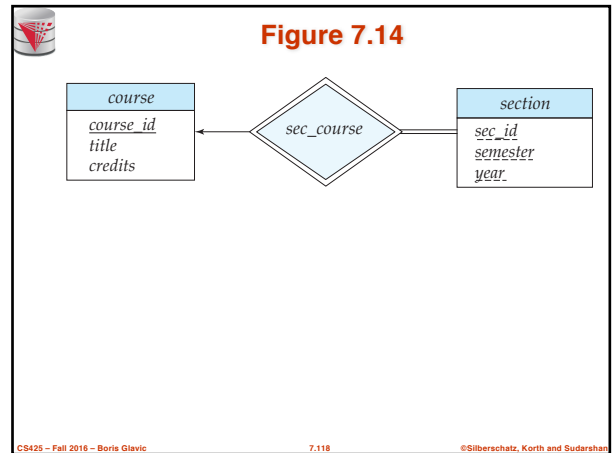 Figure 7.14
course
course_id
title
credits
sec_course
section
sec_id
semester
year
CS425 – Fall 2016 – Boris Glavic
7.118
©Silberschatz, Korth and Sudarshan